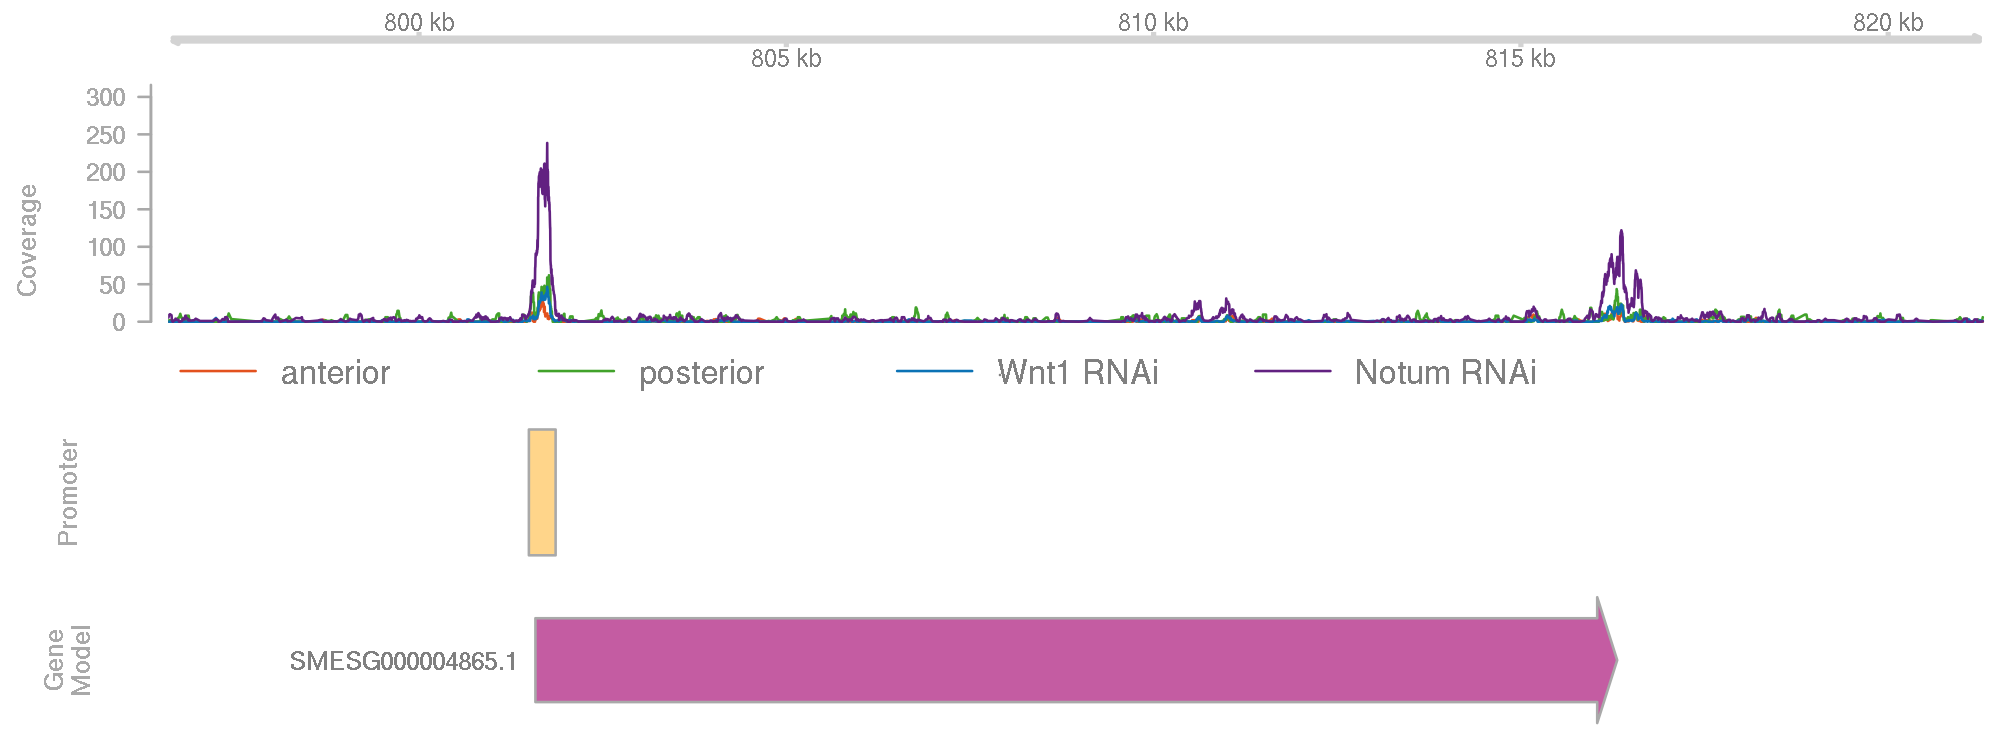 800 kb
810 kb
820 kb
805 kb
815 kb
Coverage
300
250
200
150
100
50
0
anterior
posterior
Wnt1 RNAi
Notum RNAi
Promoter
Gene
Model
SMESG000004865.1